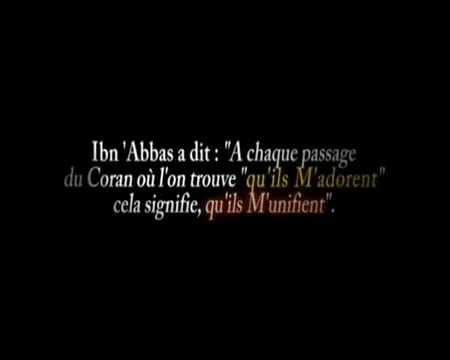 Ibn 'Abbas a dit : "A chaque passage
du Coran où l'on trouve "qu'ils M'adorent"
cela signifie, qu'ils M'unifient".